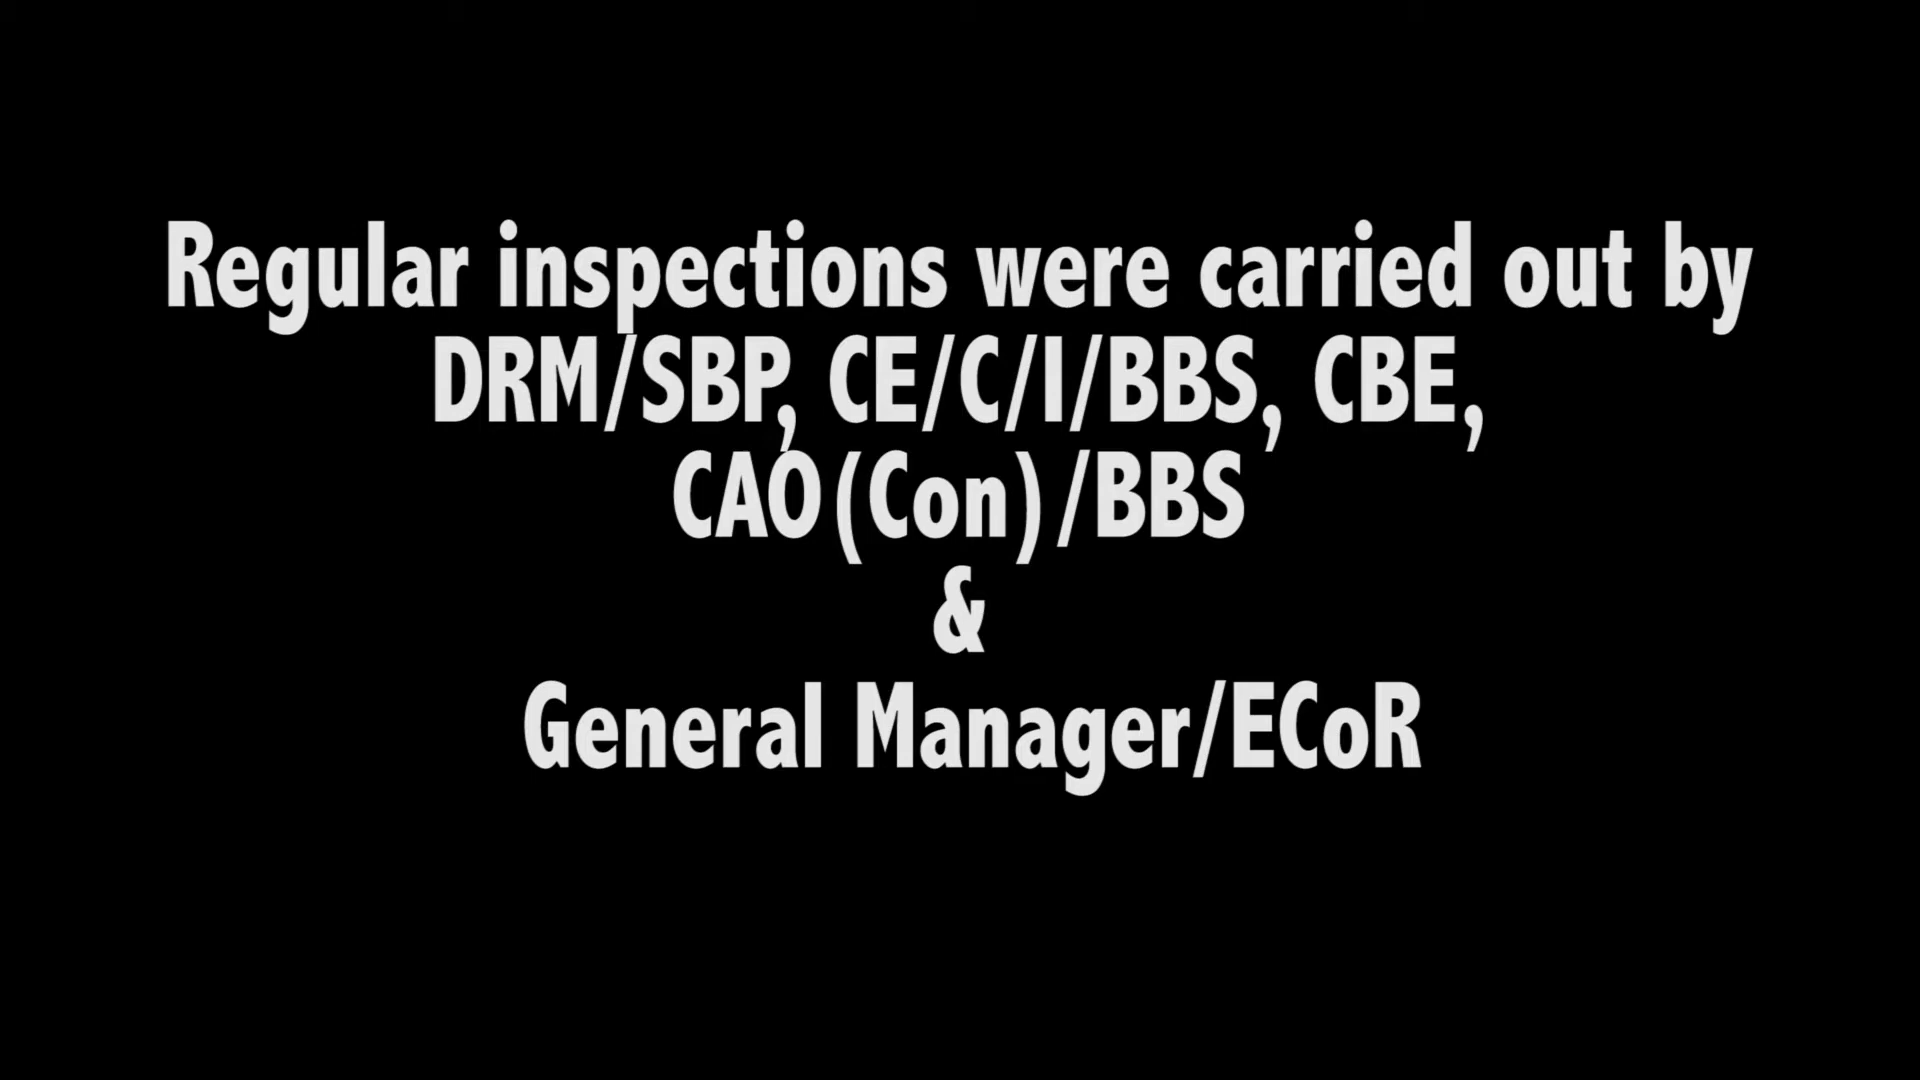 Regular inspections were carried out by
DRM/SBP, CE/C/I/BBS, CBE,
CAO(Con)/BBS
&
General Manager/ECoR